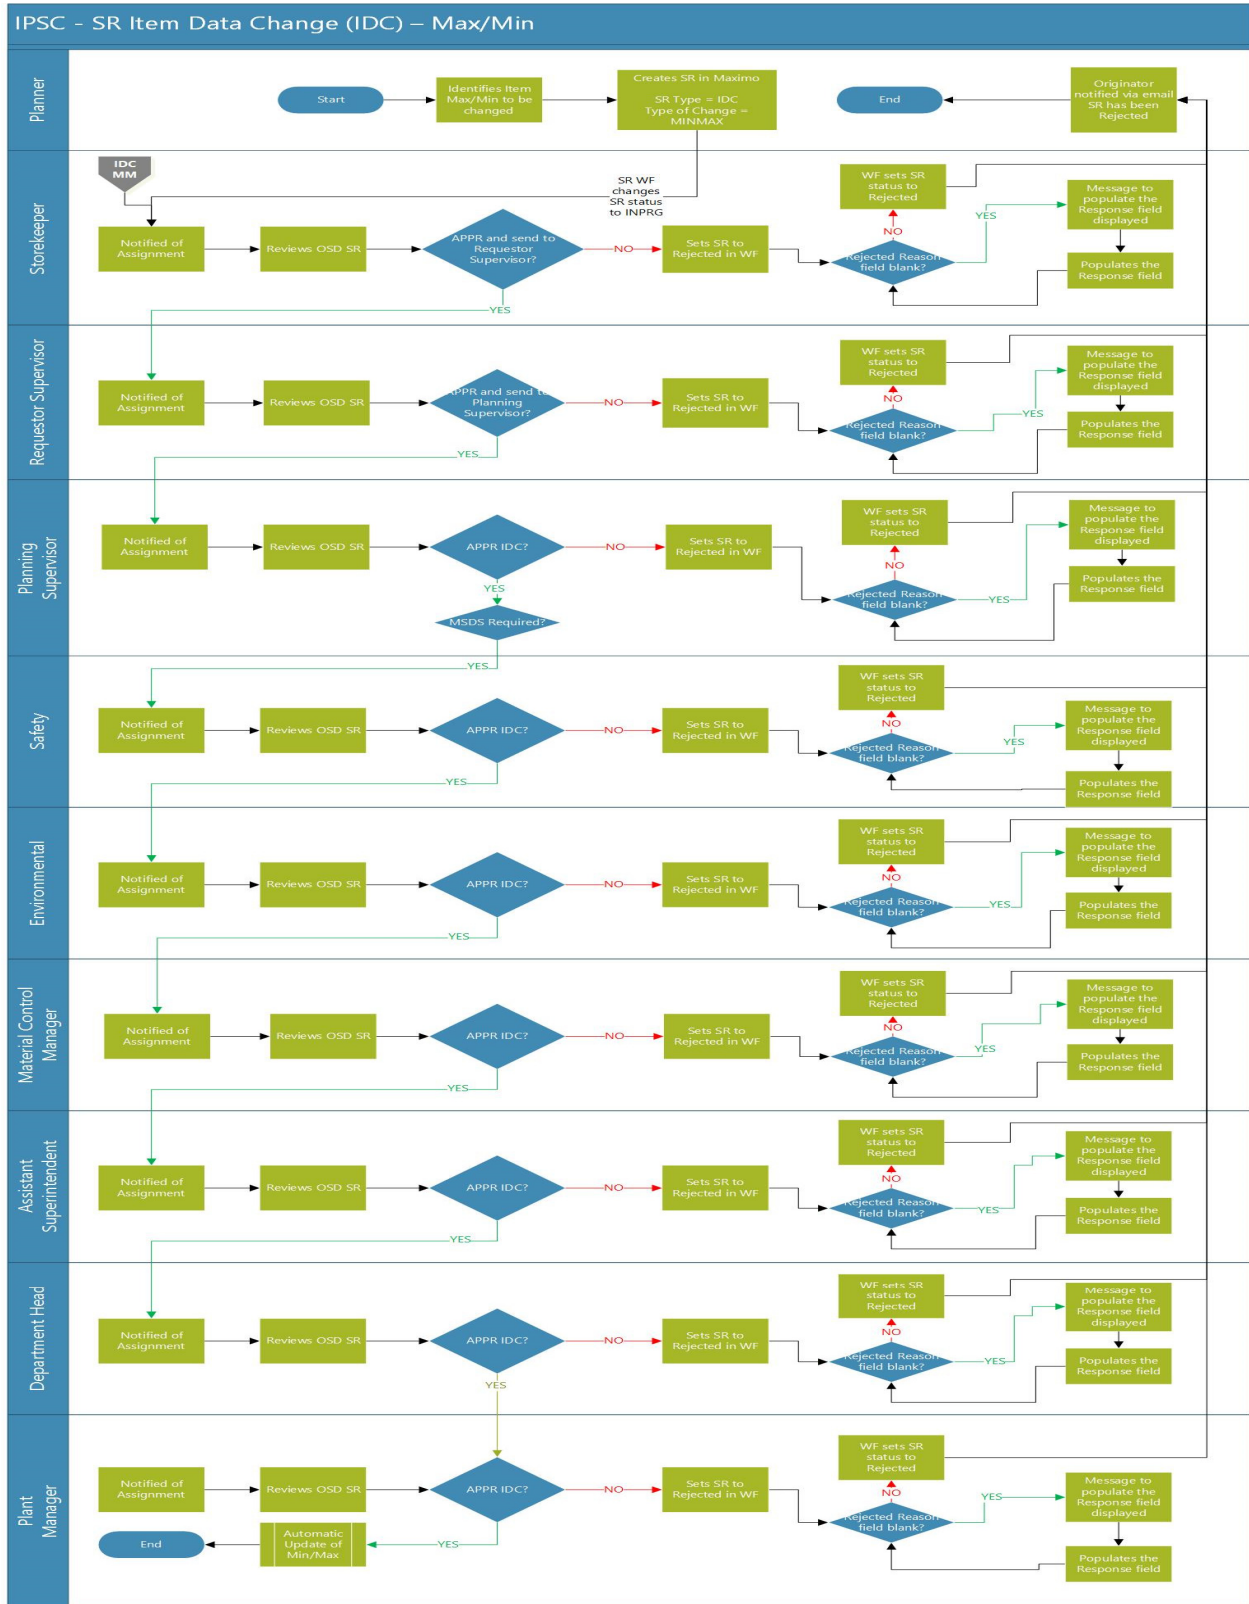 IPSC - SR Item Data Change (IDC) – Max/Min
Planner
Start
Identifies Item
Max/Min to be
changed
Creates SR in Maximo
SR Type = IDC
Type of Change =
MINMAX
End
Originator
notified via email
SR has been
Rejected
Storekeeper
IDC
MM
SR WF
changes
SR status
to INPRG
Notified of
Assignment
Reviews OSD SR
APPR and send to
Requestor
Supervisor?
NO
Sets SR to
Rejected in WF
WF sets SR
status to
Rejected
NO
Rejected Reason
field blank?
YES
Message to
populate the
Response field
displayed
Populates the
Response field
YES
Requestor Supervisor
Notified of
Assignment
Reviews OSD SR
APPR and send to
Planning
Supervisor?
NO
Sets SR to
Rejected in WF
WF sets SR
status to
Rejected
NO
Rejected Reason
field blank?
YES
Message to
populate the
Response field
displayed
Populates the
Response field
YES
Planning
Supervisor
Notified of
Assignment
Reviews OSD SR
APPR IDC?
NO
Sets SR to
Rejected in WF
WF sets SR
status to
Rejected
NO
Rejected Reason
field blank?
YES
Message to
populate the
Response field
displayed
Populates the
Response field
YES
MSDS Required?
YES
Safety
Notified of
Assignment
Reviews OSD SR
APPR IDC?
NO
Sets SR to
Rejected in WF
WF sets SR
status to
Rejected
NO
Rejected Reason
field blank?
YES
Message to
populate the
Response field
displayed
Populates the
Response field
YES
Environmental
Notified of
Assignment
Reviews OSD SR
APPR IDC?
NO
Sets SR to
Rejected in WF
WF sets SR
status to
Rejected
NO
Rejected Reason
field blank?
YES
Message to
populate the
Response field
displayed
Populates the
Response field
YES
Material Control
Manager
Notified of
Assignment
Reviews OSD SR
APPR IDC?
NO
Sets SR to
Rejected in WF
WF sets SR
status to
Rejected
NO
Rejected Reason
field blank?
YES
Message to
populate the
Response field
displayed
Populates the
Response field
YES
Assistant
Superintendent
Notified of
Assignment
Reviews OSD SR
APPR IDC?
NO
Sets SR to
Rejected in WF
WF sets SR
status to
Rejected
NO
Rejected Reason
field blank?
YES
Message to
populate the
Response field
displayed
Populates the
Response field
YES
Department Head
Notified of
Assignment
Reviews OSD SR
APPR IDC?
NO
Sets SR to
Rejected in WF
WF sets SR
status to
Rejected
NO
Rejected Reason
field blank?
YES
Message to
populate the
Response field
displayed
Populates the
Response field
YES
Plant
Manager
Notified of
Assignment
Reviews OSD SR
APPR IDC?
NO
Sets SR to
Rejected in WF
WF sets SR
status to
Rejected
NO
Rejected Reason
field blank?
YES
Message to
populate the
Response field
displayed
Populates the
Response field
YES
Automatic
Update of
Min/Max
End